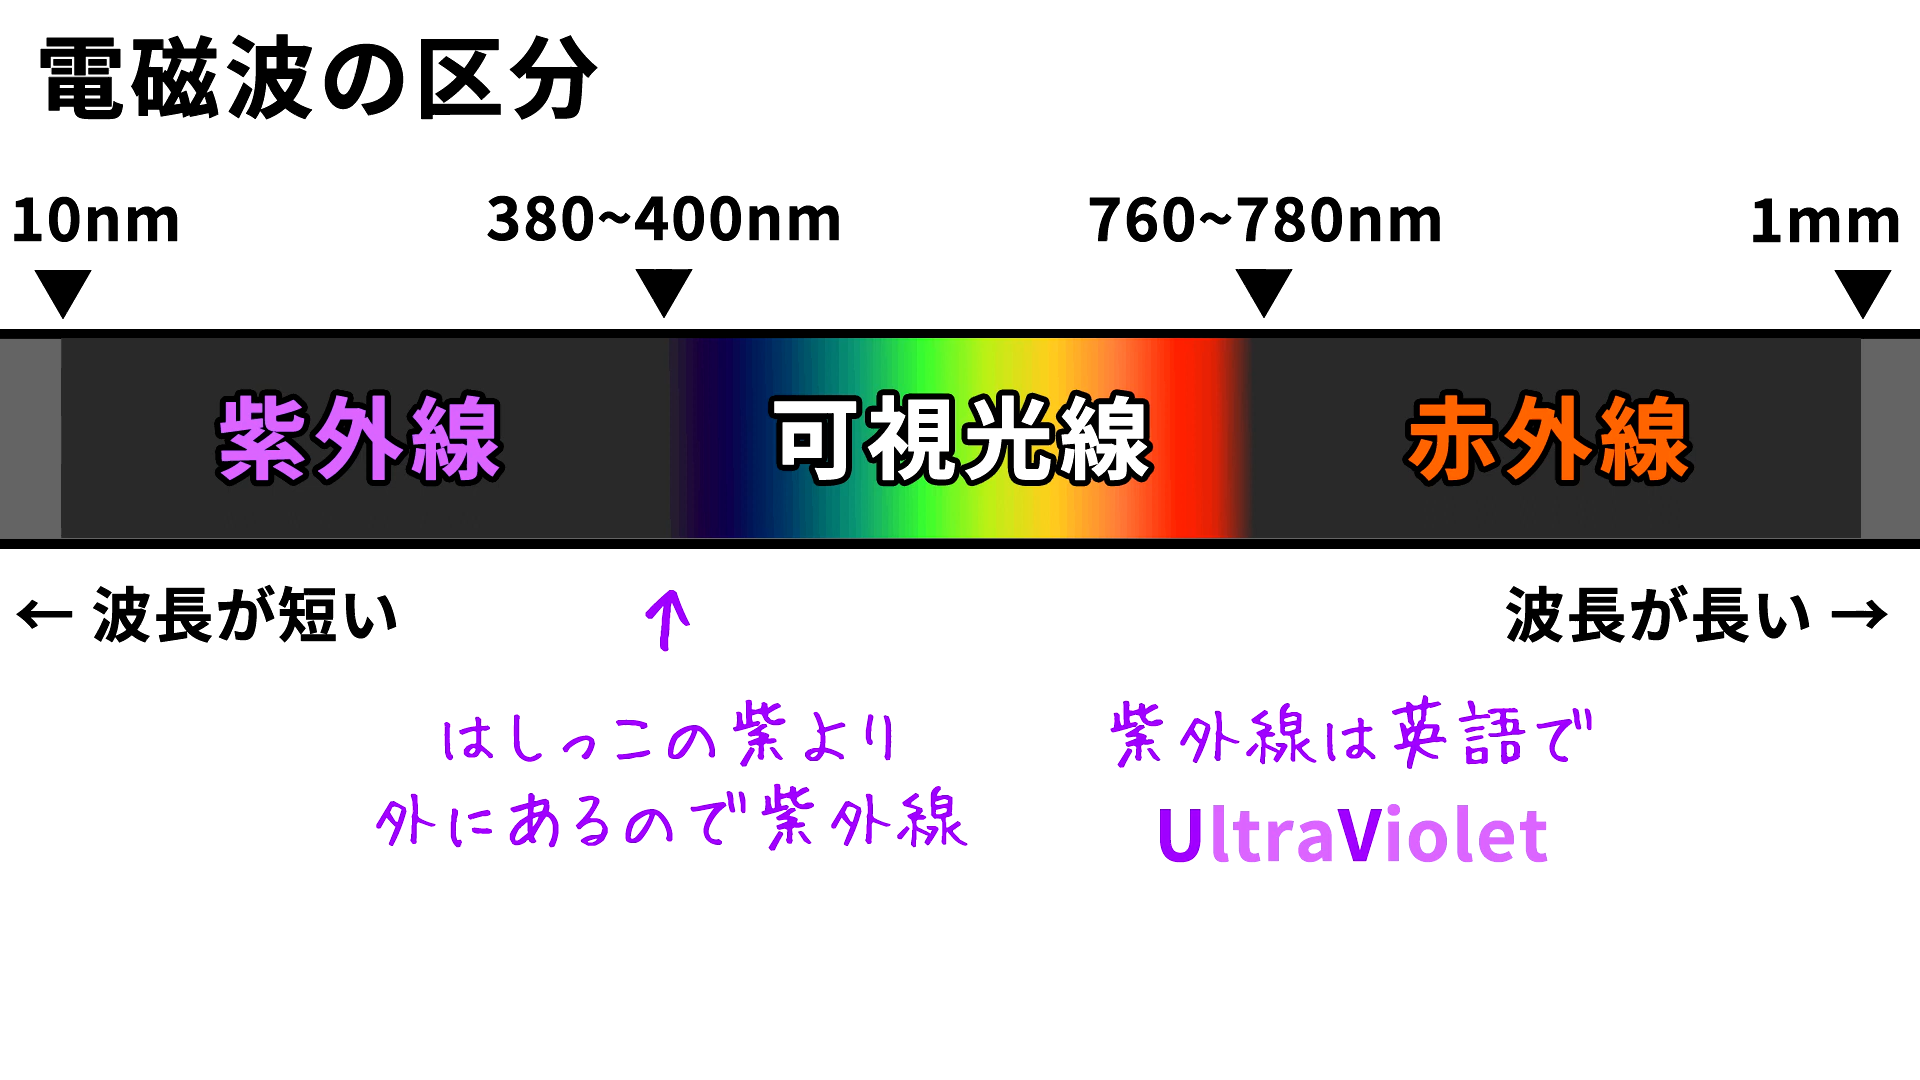 電磁波の区分
10nm 380~400nm 760~780nm 1mm
紫外線 可視光線 赤外線
← 波長が短い 波長が長い →
↑
はしっこの紫より
外にあるので紫外線
紫外線は英語で
UltraViolet